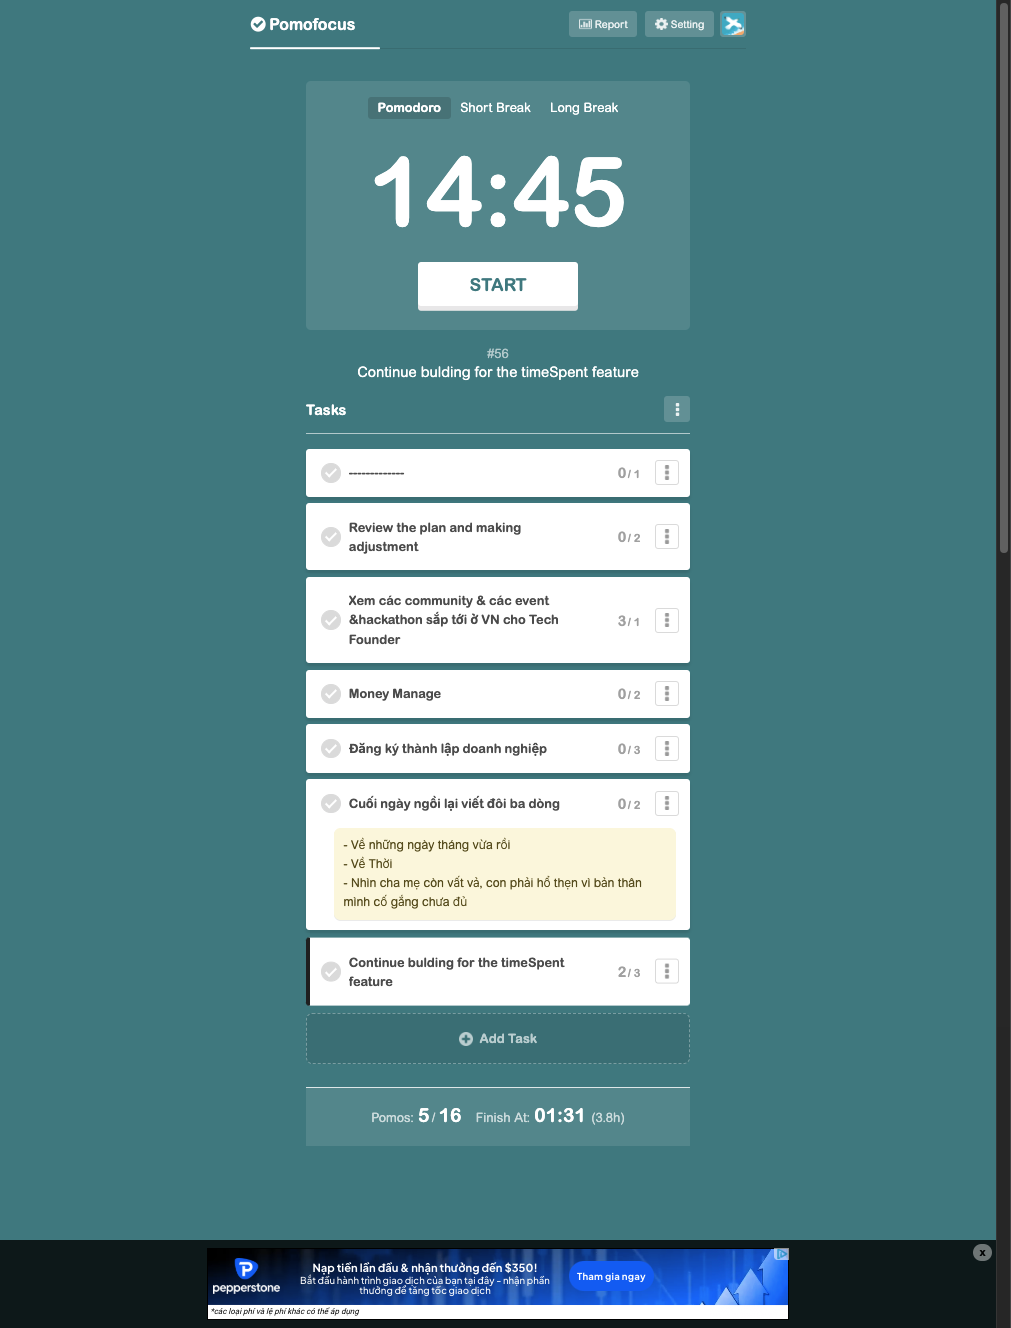 Pomofocus
Report
Setting
Pomodoro
Short Break
Long Break
14:45
START
#56
Continue bulding for the timeSpent feature
Tasks
-------------
0/ 1
Review the plan and making
adjustment
0/ 2
Xem các community & các event
&hackathon sắp tới ở VN cho Tech
Founder
3/ 1
Money Manage
0/ 2
Đăng ký thành lập doanh nghiệp
0/ 3
Cuối ngày ngồi lại viết đôi ba dòng
0/ 2
- Về những ngày tháng vừa rồi
- Về Thời
- Nhìn cha mẹ còn vất vả, con phải hổ thẹn vì bản thân
mình cố gắng chưa đủ
Continue bulding for the timeSpent
feature
2/ 3
Add Task
Pomos: 5/ 16 Finish At: 01:31 (3.8h)
x
pepperstone
Nạp tiền lần đầu & nhận thưởng đến $350!
Bắt đầu hành trình giao dịch của bạn tại đây - nhận phần
thưởng để tăng tốc giao dịch
Tham gia ngay
*các loại phí và lệ phí khác có thể áp dụng